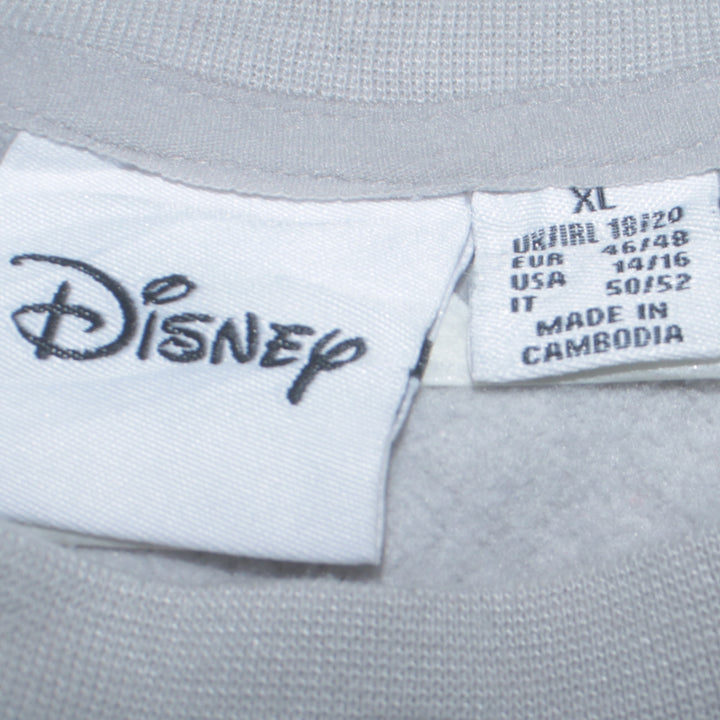 Disney
XL
UK/IRL 18/20
EUR 46/48
USA 14/16
IT 50/52
MADE IN
CAMBODIA